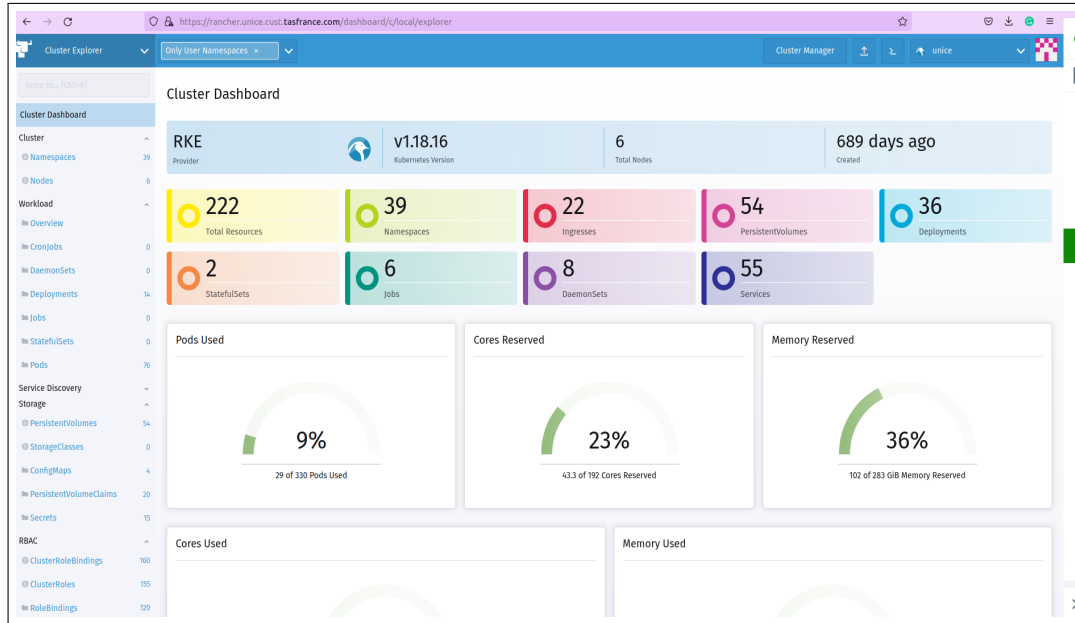 https://rancher.unice.cust.tasfrance.com/dashboard/c/local/explorer
Cluster Explorer
Only User Namespaces ×
Cluster Manager
unice
Jump to... (Ctrl+K)
Cluster Dashboard
Cluster
Namespaces 39
Nodes 6
Workload
Overview
CronJobs 0
DaemonSets 0
Deployments 14
Jobs 0
StatefulSets 0
Pods 76
Service Discovery
Storage
PersistentVolumes 54
StorageClasses 0
ConfigMaps 4
PersistentVolumeClaims 20
Secrets 15
RBAC
ClusterRoleBindings 160
ClusterRoles 155
RoleBindings 120
Cluster Dashboard
RKE
Provider
v1.18.16
Kubernetes Version
6
Total Nodes
689 days ago
Created
222
Total Resources
39
Namespaces
22
Ingresses
54
PersistentVolumes
36
Deployments
2
StatefulSets
6
Jobs
8
DaemonSets
55
Services
Pods Used
9%
29 of 330 Pods Used
Cores Reserved
23%
43.3 of 192 Cores Reserved
Memory Reserved
36%
102 of 283 GiB Memory Reserved
Cores Used
Memory Used